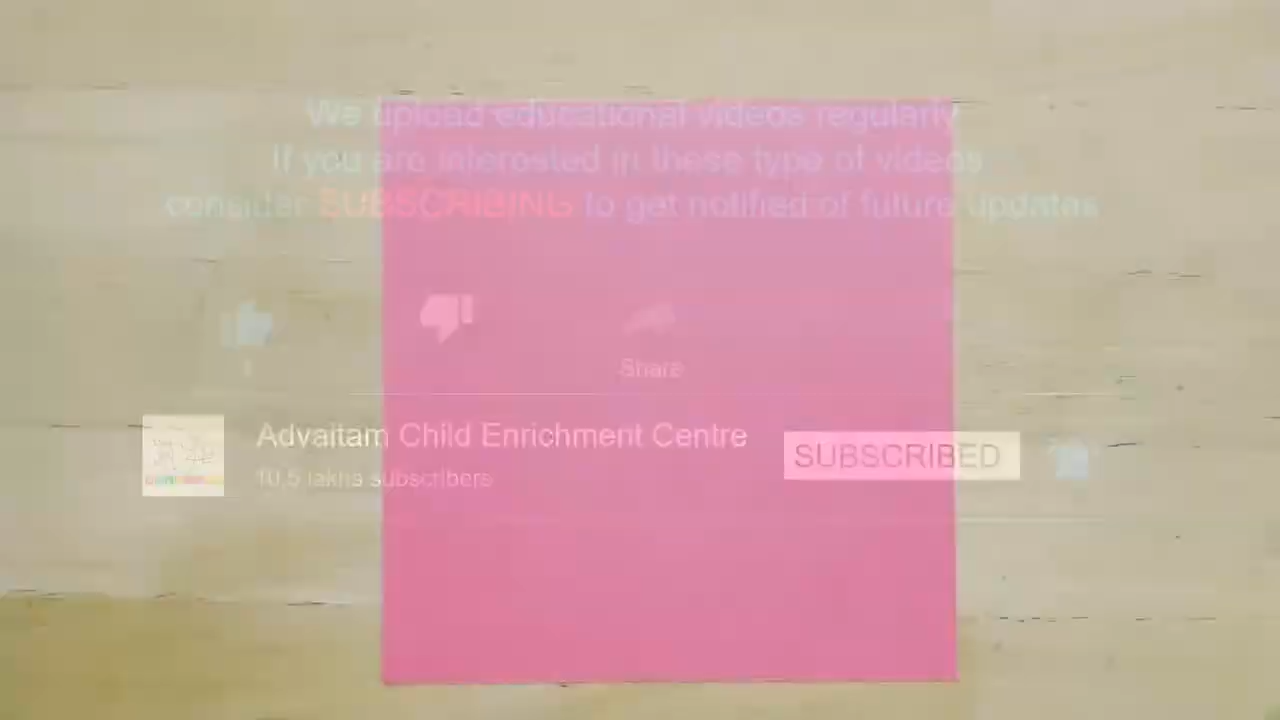 We upload educational videos regularly
If you are interested in these type of videos
consider SUBSCRIBING to get notified of future updates
Share
Advaitam Child Enrichment Centre
SUBSCRIBED
10,5 lakhs subscribers